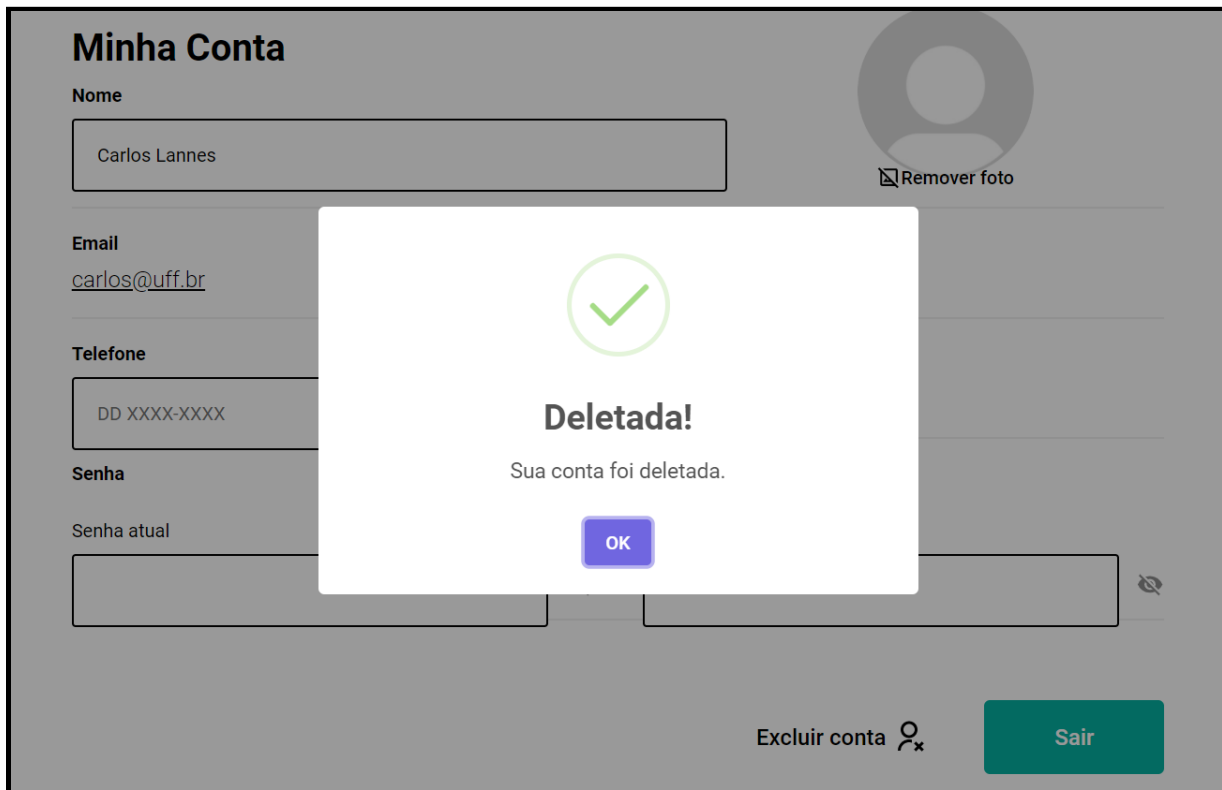 Minha Conta
Nome
Carlos Lannes
Remover foto
Email
carlos@uff.br
Telefone
DD XXXX-XXXX
Senha
Senha atual
Deletada!
Sua conta foi deletada.
OK
Excluir conta
Sair